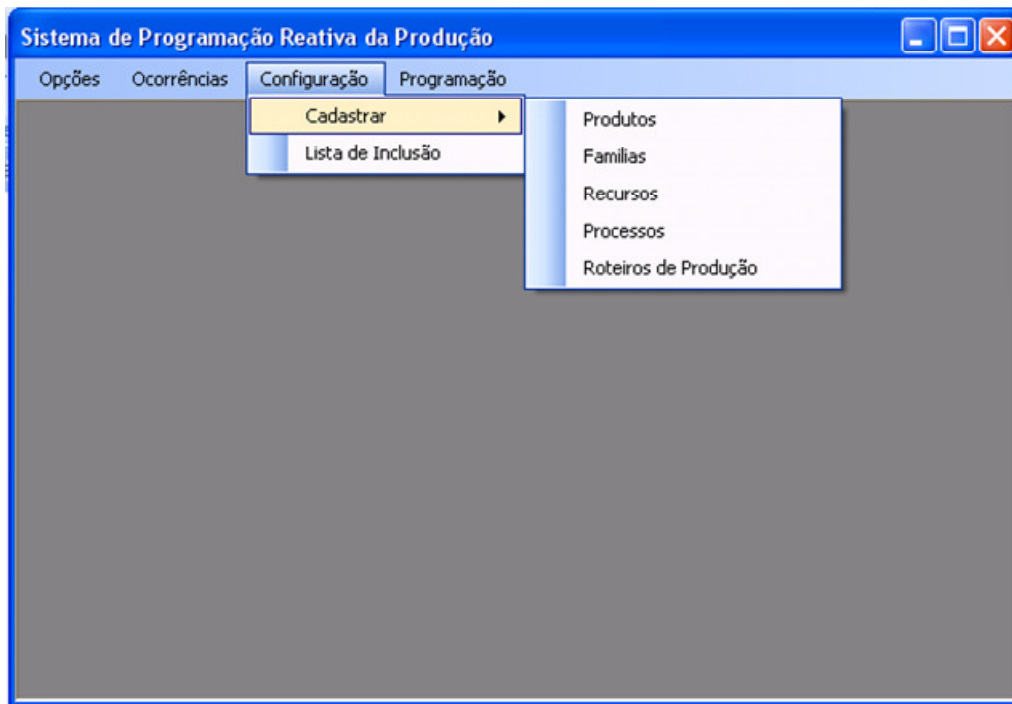 Sistema de Programação Reativa da Produção
Opções Ocorrências Configuração Programação
Cadastrar
Lista de Inclusão
Produtos
Familias
Recursos
Processos
Roteiros de Produção